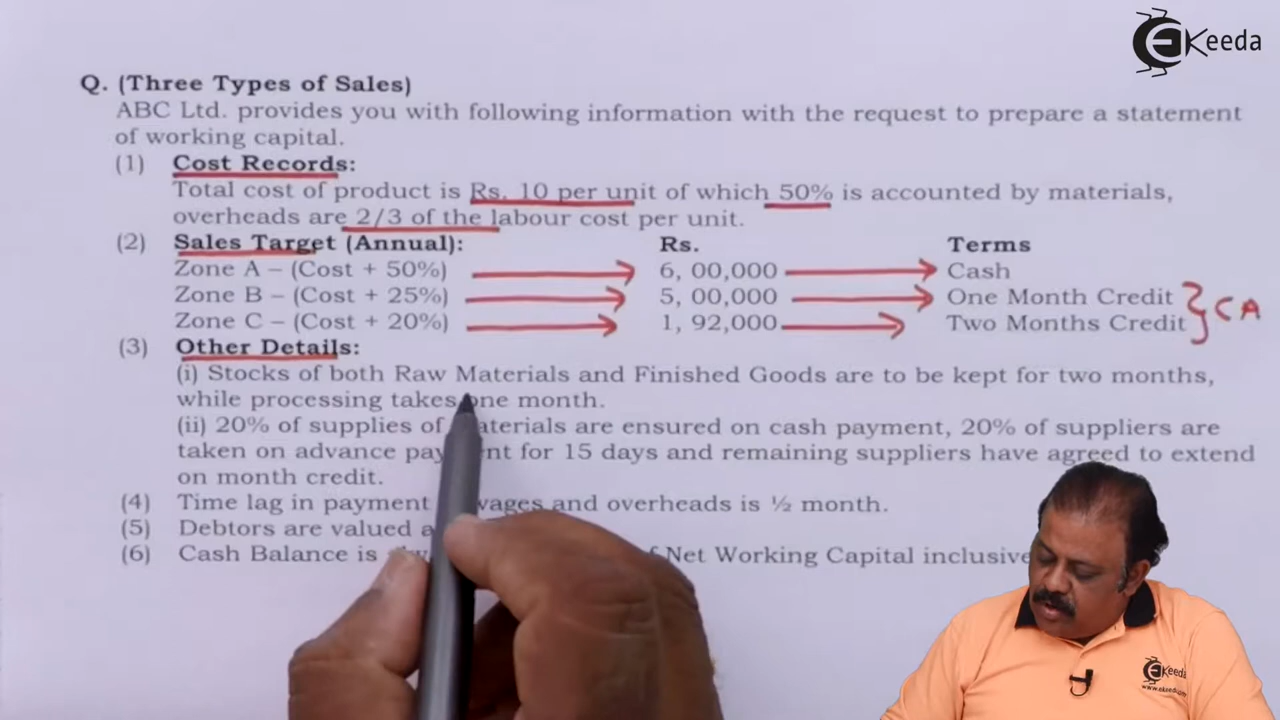 Keeda
Q. (Three Types of Sales)
ABC Ltd. provides you with following information with the request to prepare a statement
of working capital.
(1) Cost Records:
Total cost of product is Rs. 10 per unit of which 50% is accounted by materials,
overheads are 2/3 of the labour cost per unit.
(2) Sales Target (Annual): Rs. Terms
Zone A – (Cost + 50%) 6, 00,000 Cash
Zone B – (Cost + 25%) 5, 00,000 One Month Credit
Zone C – (Cost + 20%) 1, 92,000 Two Months Credit
CA
(3) Other Details:
(i) Stocks of both Raw Materials and Finished Goods are to be kept for two months,
while processing takes one month.
(ii) 20% of supplies of materials are ensured on cash payment, 20% of suppliers are
taken on advance for 15 days and remaining suppliers have agreed to extend
on month credit.
(4) Time lag in payment wages and overheads is ½ month.
(5) Debtors are valued
(6) Cash Balance is Net Working Capital inclusive
Keeda
www.ekeeda.com